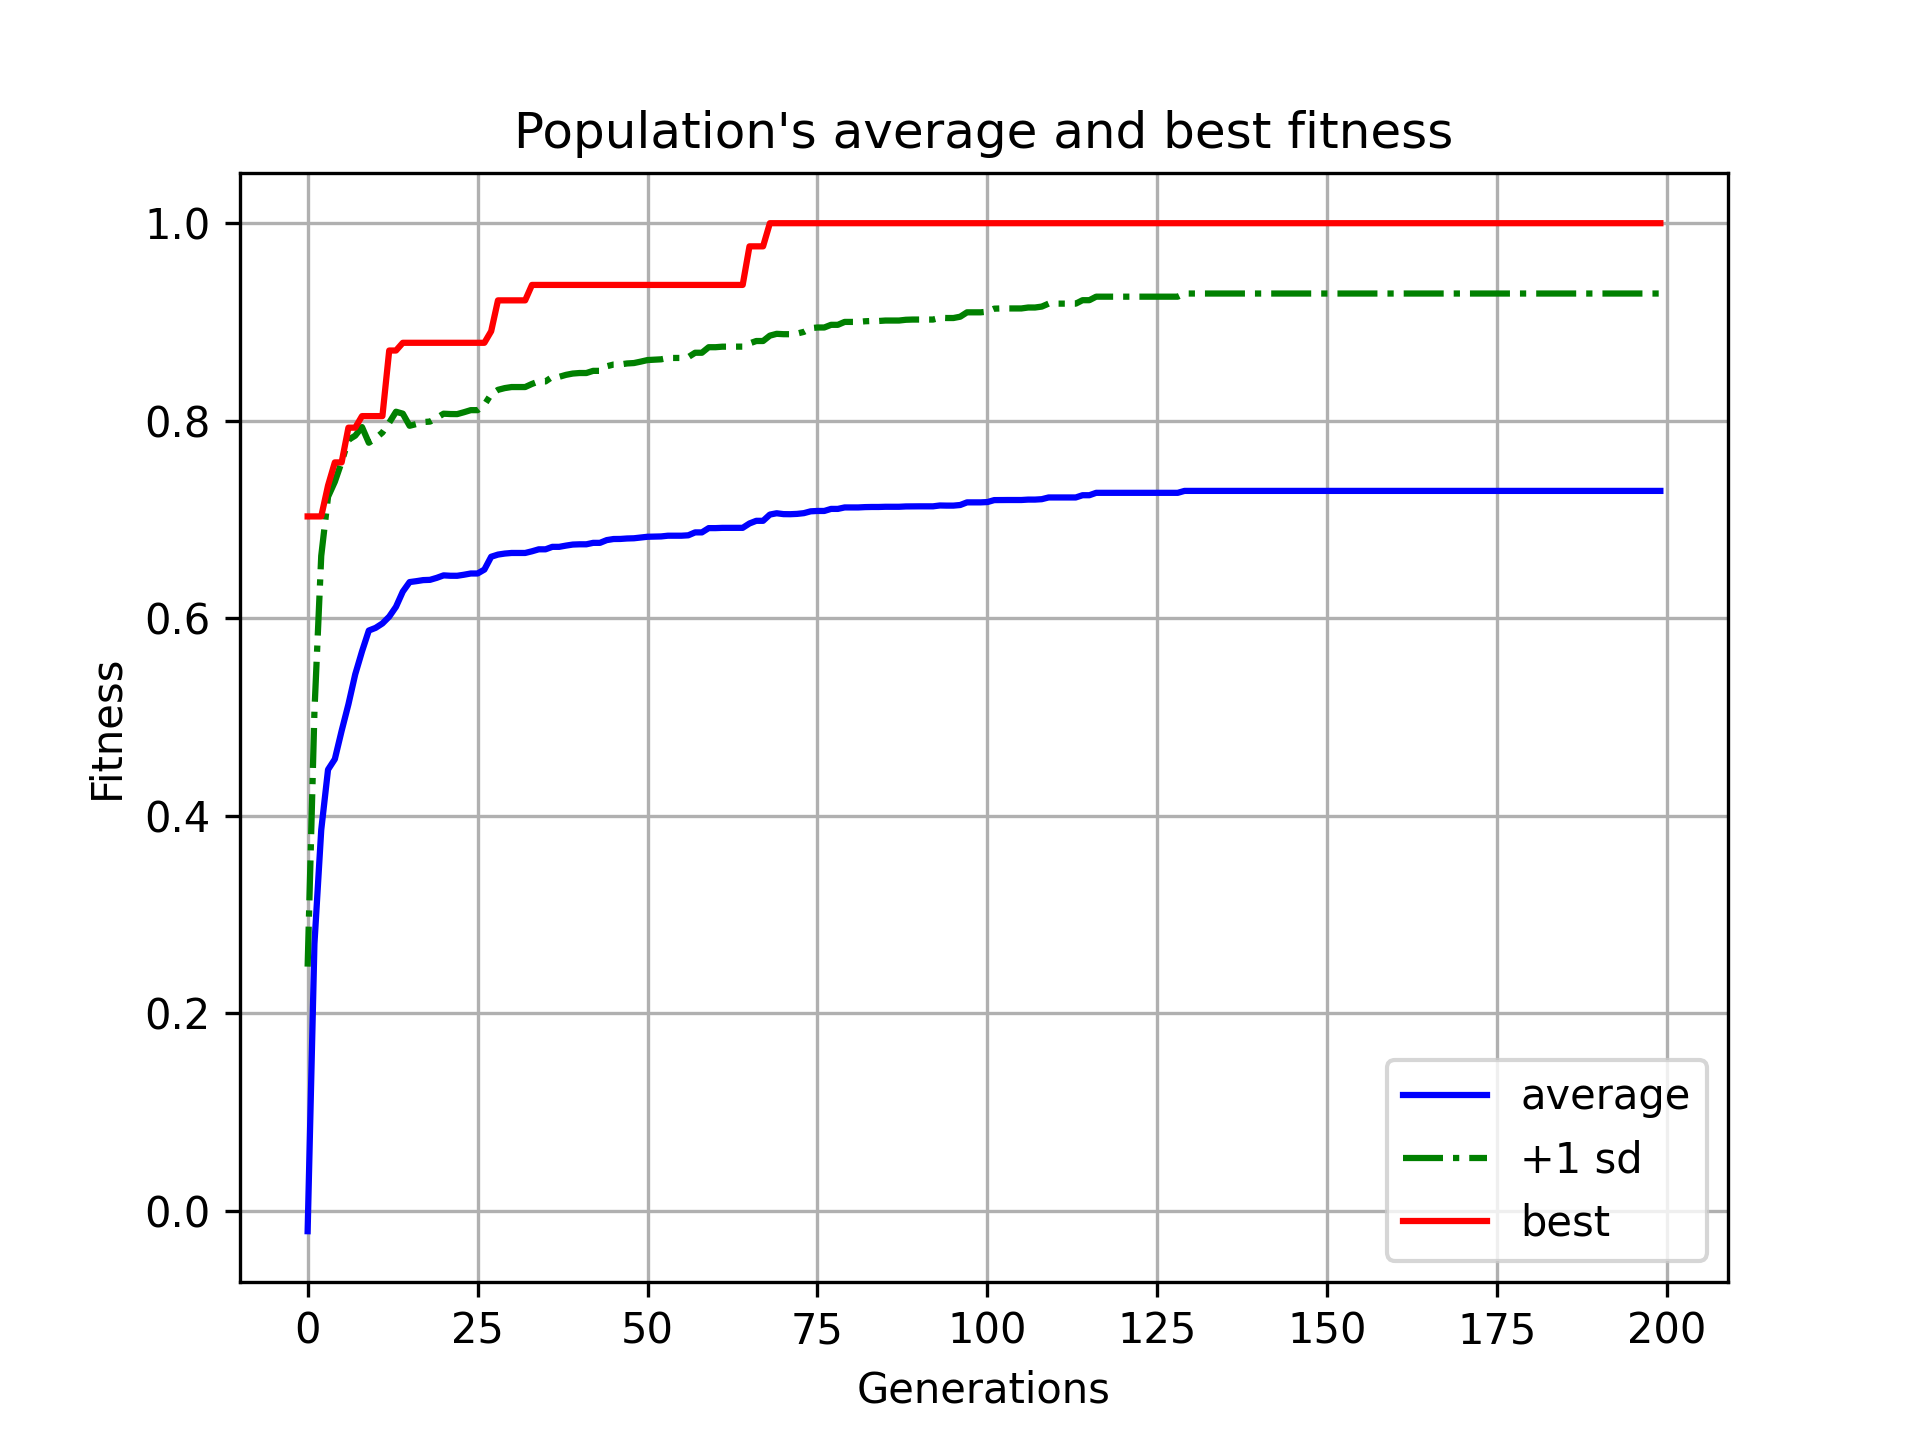 Population's average and best fitness
1.0
0.8
0.6
0.4
0.2
0.0
Fitness
average
+1 sd
best
0 25 50 75 100 125 150 175 200
Generations